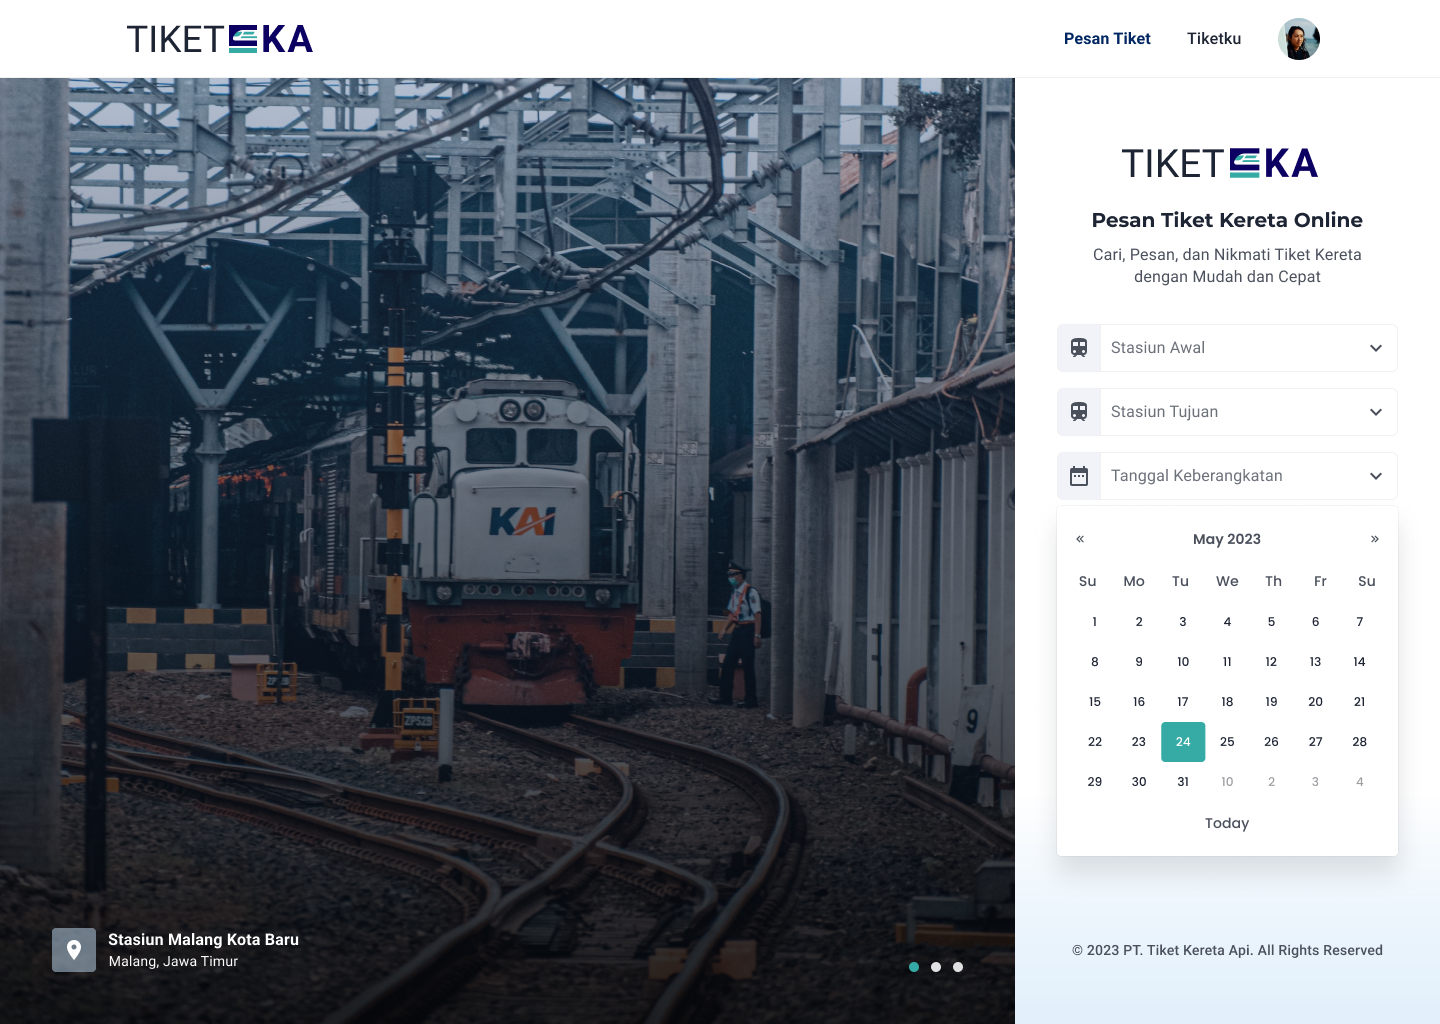 TIKETEKA
Pesan Tiket
Tiketku
KAI
ZP52B
9
Stasiun Malang Kota Baru
Malang, Jawa Timur
TIKETEKA
Pesan Tiket Kereta Online
Cari, Pesan, dan Nikmati Tiket Kereta
dengan Mudah dan Cepat
Stasiun Awal
Stasiun Tujuan
Tanggal Keberangkatan
« May 2023 »
Su Mo Tu We Th Fr Su
1 2 3 4 5 6 7
8 9 10 11 12 13 14
15 16 17 18 19 20 21
22 23 24 25 26 27 28
29 30 31 10 2 3 4
Today
© 2023 PT. Tiket Kereta Api. All Rights Reserved